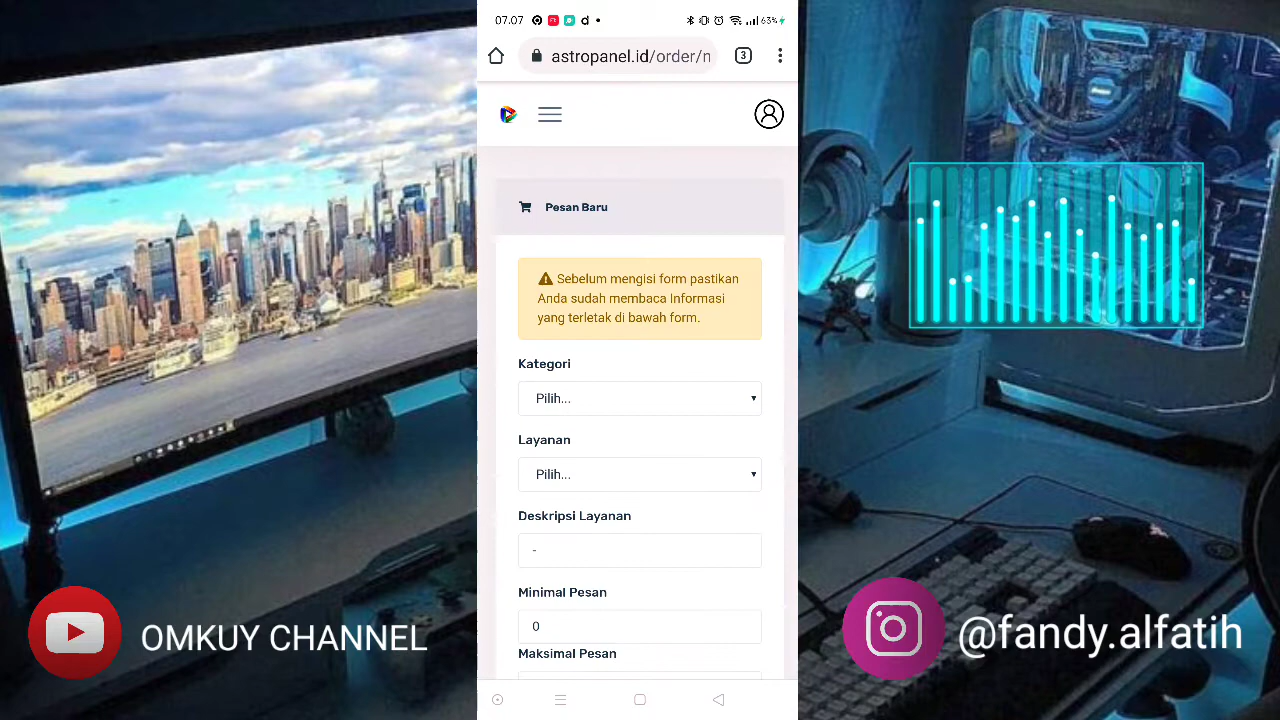 07.07
63%
astropanel.id/order/n
3
Pesan Baru
Sebelum mengisi form pastikan
Anda sudah membaca Informasi
yang terletak di bawah form.
Kategori
Pilih...
Layanan
Pilih...
Deskripsi Layanan
-
Minimal Pesan
0
Maksimal Pesan
OMKUY CHANNEL
@fandy.alfatih